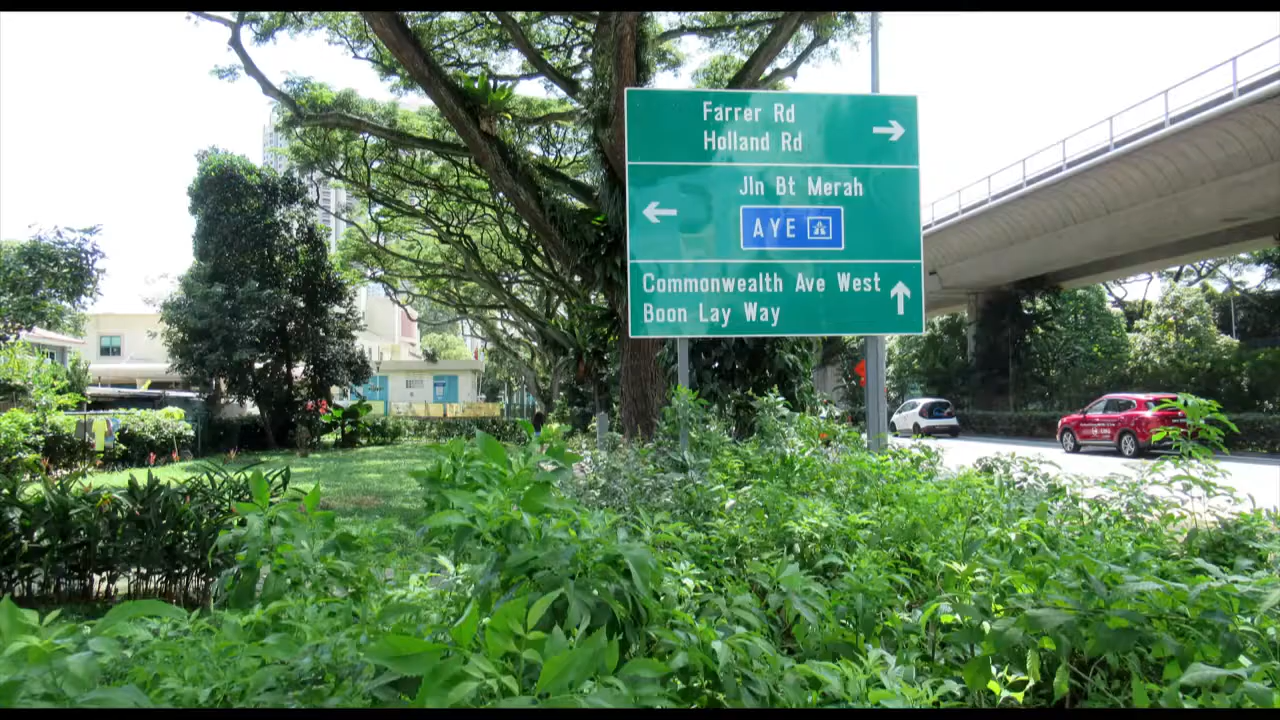 Farrer Rd
Holland Rd
Jln Bt Merah
AYE
Commonwealth Ave West
Boon Lay Way